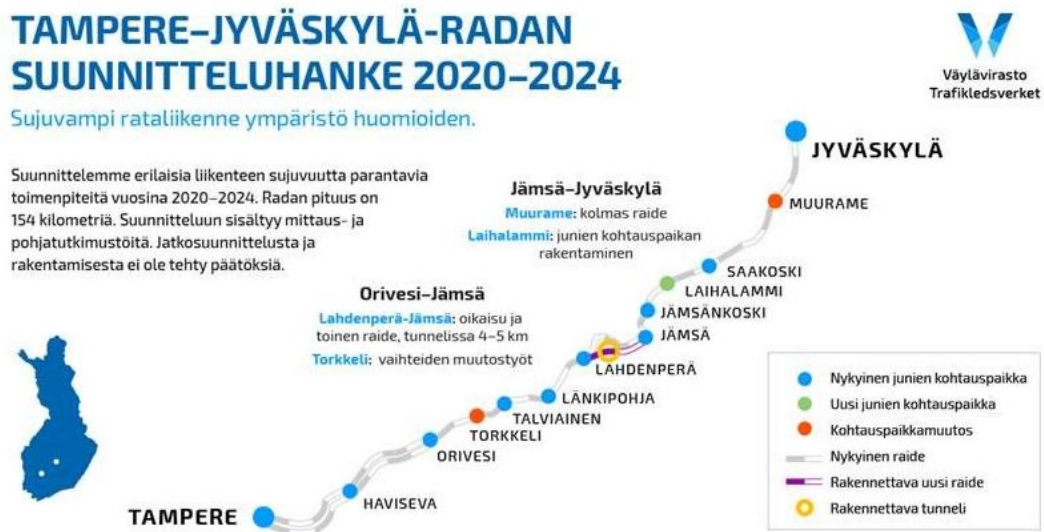 TAMPERE–JYVÄSKYLÄ-RADAN
SUUNNITTELUHANKE 2020–2024
Sujuvampi rataliikenne ympäristö huomioiden.
Väylävirasto
Trafikledsverket
Suunnittelemme erilaisia liikenteen sujuvuutta parantavia
toimenpiteitä vuosina 2020–2024. Radan pituus on
154 kilometriä. Suunnitteluun sisältyy mittaus- ja
pohjatutkimustöitä. Jatkosuunnittelusta ja
rakentamisesta ei ole tehty päätöksiä.
Jämsä–Jyväskylä
Muurame: kolmas raide
Laihalammi: junien kohtauspaikan
rakentaminen
Orivesi–Jämsä
Lahdenperä-Jämsä: oikaisu ja
toinen raide, tunnelissa 4–5 km
Torkkeli: vaihteiden muutostyöt
JYVÄSKYLÄ
MUURAME
SAAKOSKI
LAIHALAMMI
JÄMSÄNKOSKI
JÄMSÄ
LAHDENPERÄ
LÄNKIPOHJA
TALVIAINEN
TORKKELI
ORIVESI
HAVISEVA
TAMPERE
Nykyinen junien kohtauspaikka
Uusi junien kohtauspaikka
Kohtauspaikkamuutos
Nykyinen raide
Rakennettava uusi raide
Rakennettava tunneli